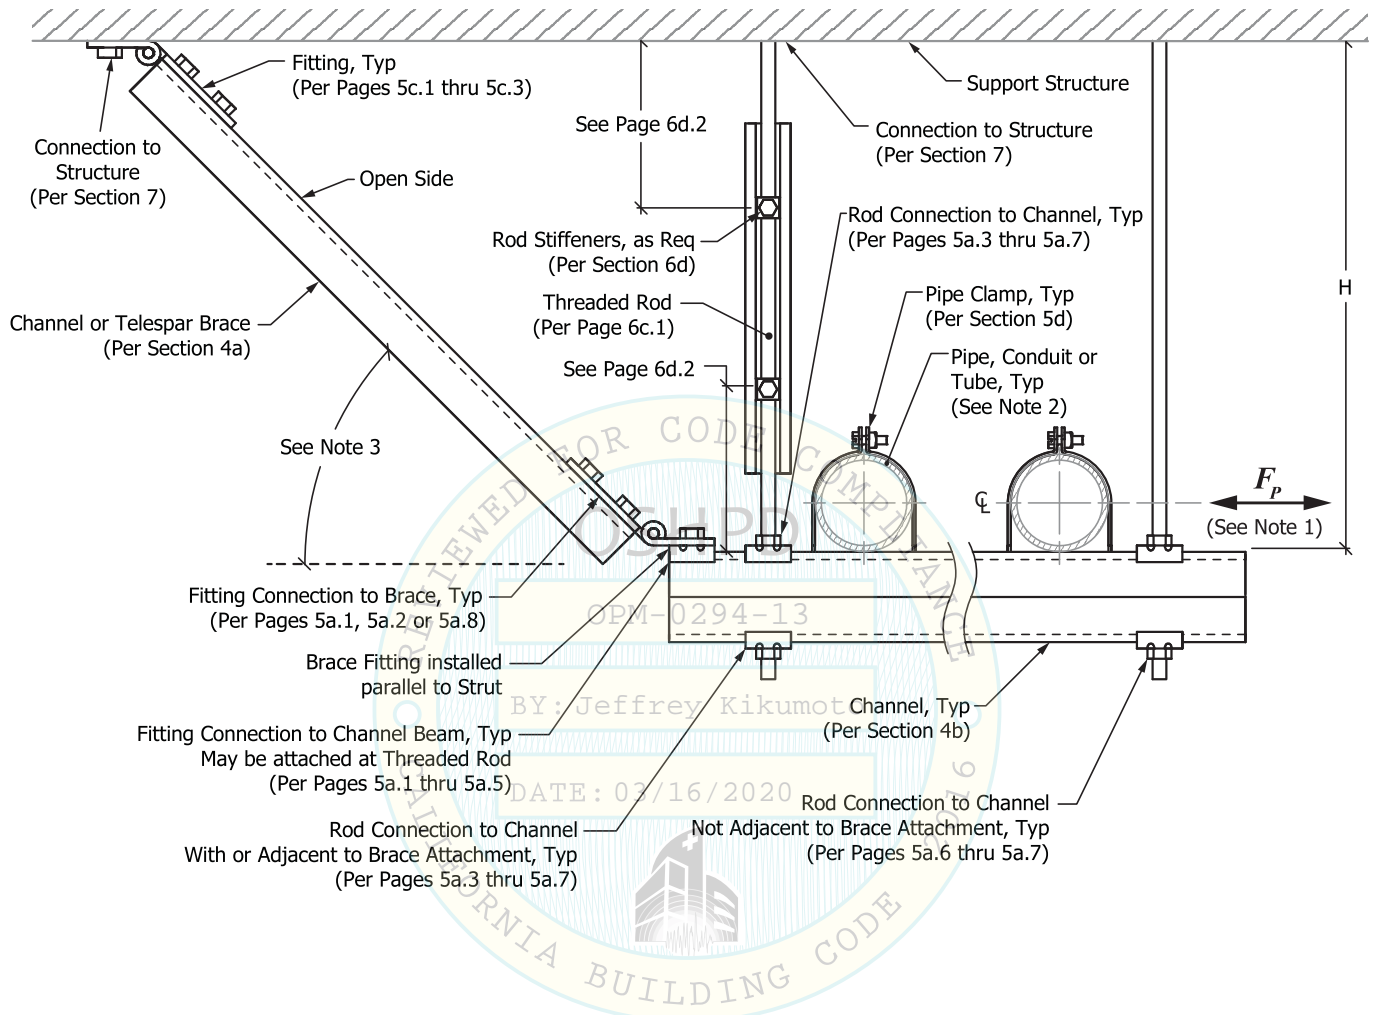 Fitting, Typ
(Per Pages 5c.1 thru 5c.3)
Support Structure
See Page 6d.2
Connection to Structure
(Per Section 7)
Connection to
Structure
(Per Section 7)
Open Side
Rod Connection to Channel, Typ
(Per Pages 5a.3 thru 5a.7)
Rod Stiffeners, as Req
(Per Section 6d)
H
Pipe Clamp, Typ
(Per Section 5d)
Threaded Rod
(Per Page 6c.1)
Channel or Telespar Brace
(Per Section 4a)
Pipe, Conduit or
Tube, Typ
(See Note 2)
See Page 6d.2
See Note 3
℄
Fₚ
(See Note 1)
Fitting Connection to Brace, Typ
(Per Pages 5a.1, 5a.2 or 5a.8)
Brace Fitting installed
parallel to Strut
Channel, Typ
(Per Section 4b)
Fitting Connection to Channel Beam, Typ
May be attached at Threaded Rod
(Per Pages 5a.1 thru 5a.5)
Rod Connection to Channel
Not Adjacent to Brace Attachment, Typ
(Per Pages 5a.6 thru 5a.7)
Rod Connection to Channel
With or Adjacent to Brace Attachment, Typ
(Per Pages 5a.3 thru 5a.7)
REVIEWED FOR CODE COMPLIANCE
OSHPD
OPM-0294-13
BY: Jeffrey Kikumoto
DATE: 03/16/2020
CALIFORNIA BUILDING CODE 2016